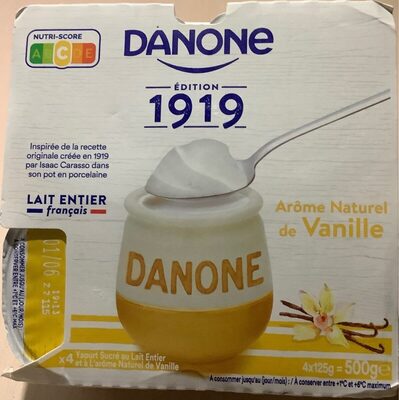 NUTRI-SCORE
A B C D E
DANONE
ÉDITION
1919
Inspirée de la recette
originale créée en 1919
par Isaac Carasso dans
son pot en porcelaine
LAIT ENTIER
français
Arôme Naturel
de Vanille
DANONE
01/06
x4 Yaourt Sucré au Lait Entier
et à l'arôme Naturel de Vanille
4x125g = 500g
A consommer jusqu'au (jour/mois) : / A conserver entre +1°C et +6°C maximum